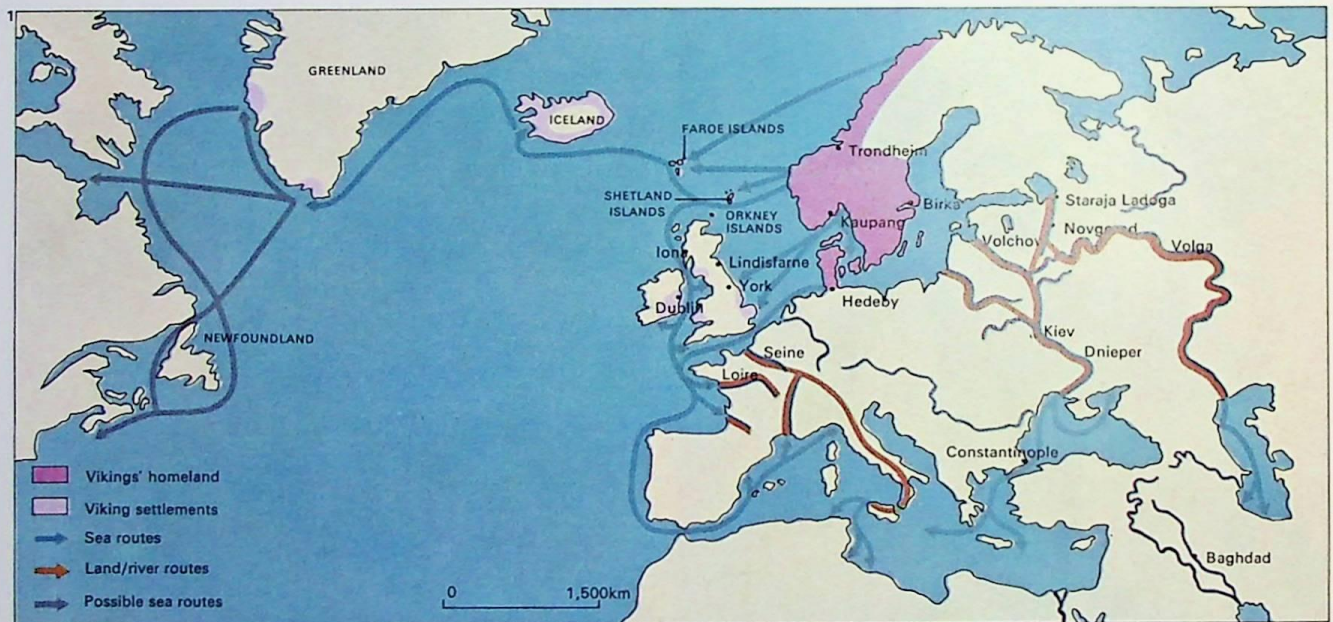 1
GREENLAND
ICELAND
FAROE ISLANDS
Trondheim
SHETLAND
ISLANDS
ORKNEY
ISLANDS
Birka
Staraja Ladoga
Kaupang
Novgorod
Volchov
Volga
Iona
Lindisfarne
York
Dublin
Hedeby
NEWFOUNDLAND
Kiev
Seine
Dnieper
Loire
Constantinople
Vikings' homeland
Viking settlements
Sea routes
Land/river routes
Possible sea routes
0 1,500km
Baghdad